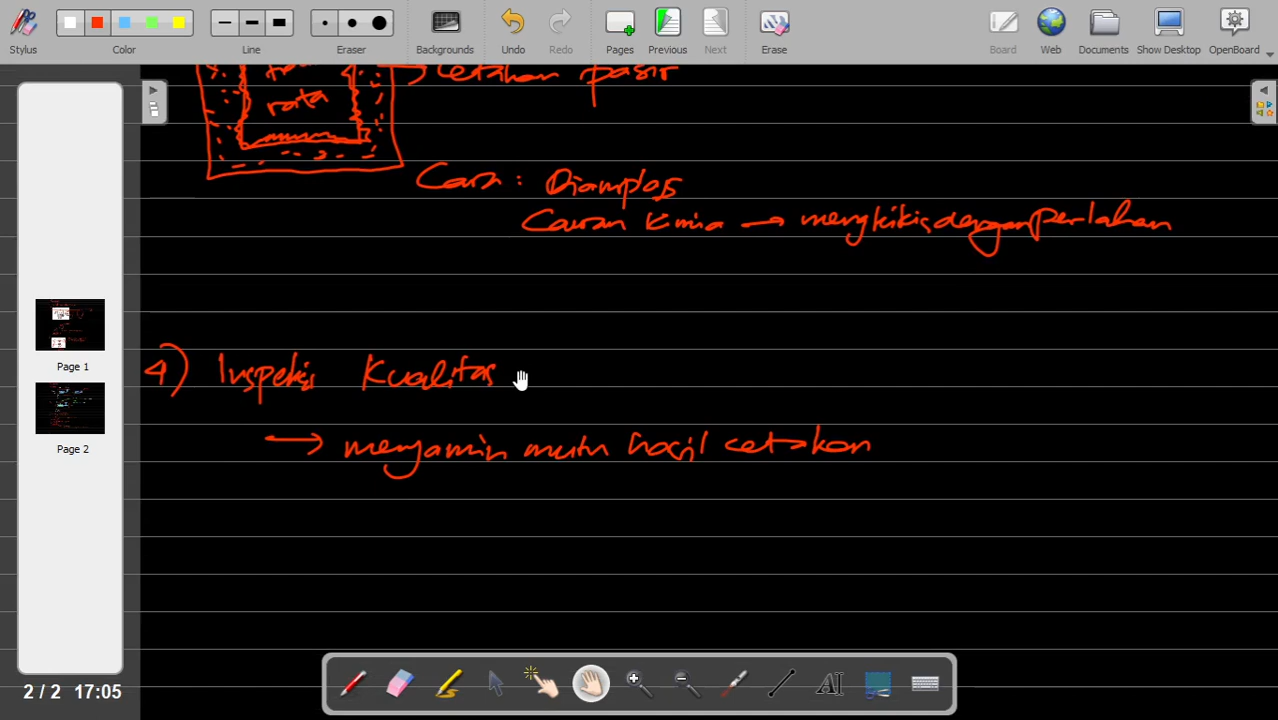 Stylus
Color
Line
Eraser
Backgrounds
Undo
Redo
Pages
Previous
Next
Erase
Board
Web
Documents
Show Desktop
OpenBoard
cetakan pasir
rata
Cara : Diamplas
Cairan Kimia → mengkikis dengan perlahan
4) Inspeksi Kualitas
→ menjamin mutu hasil cetakan
Page 1
Page 2
2 / 2 17:05